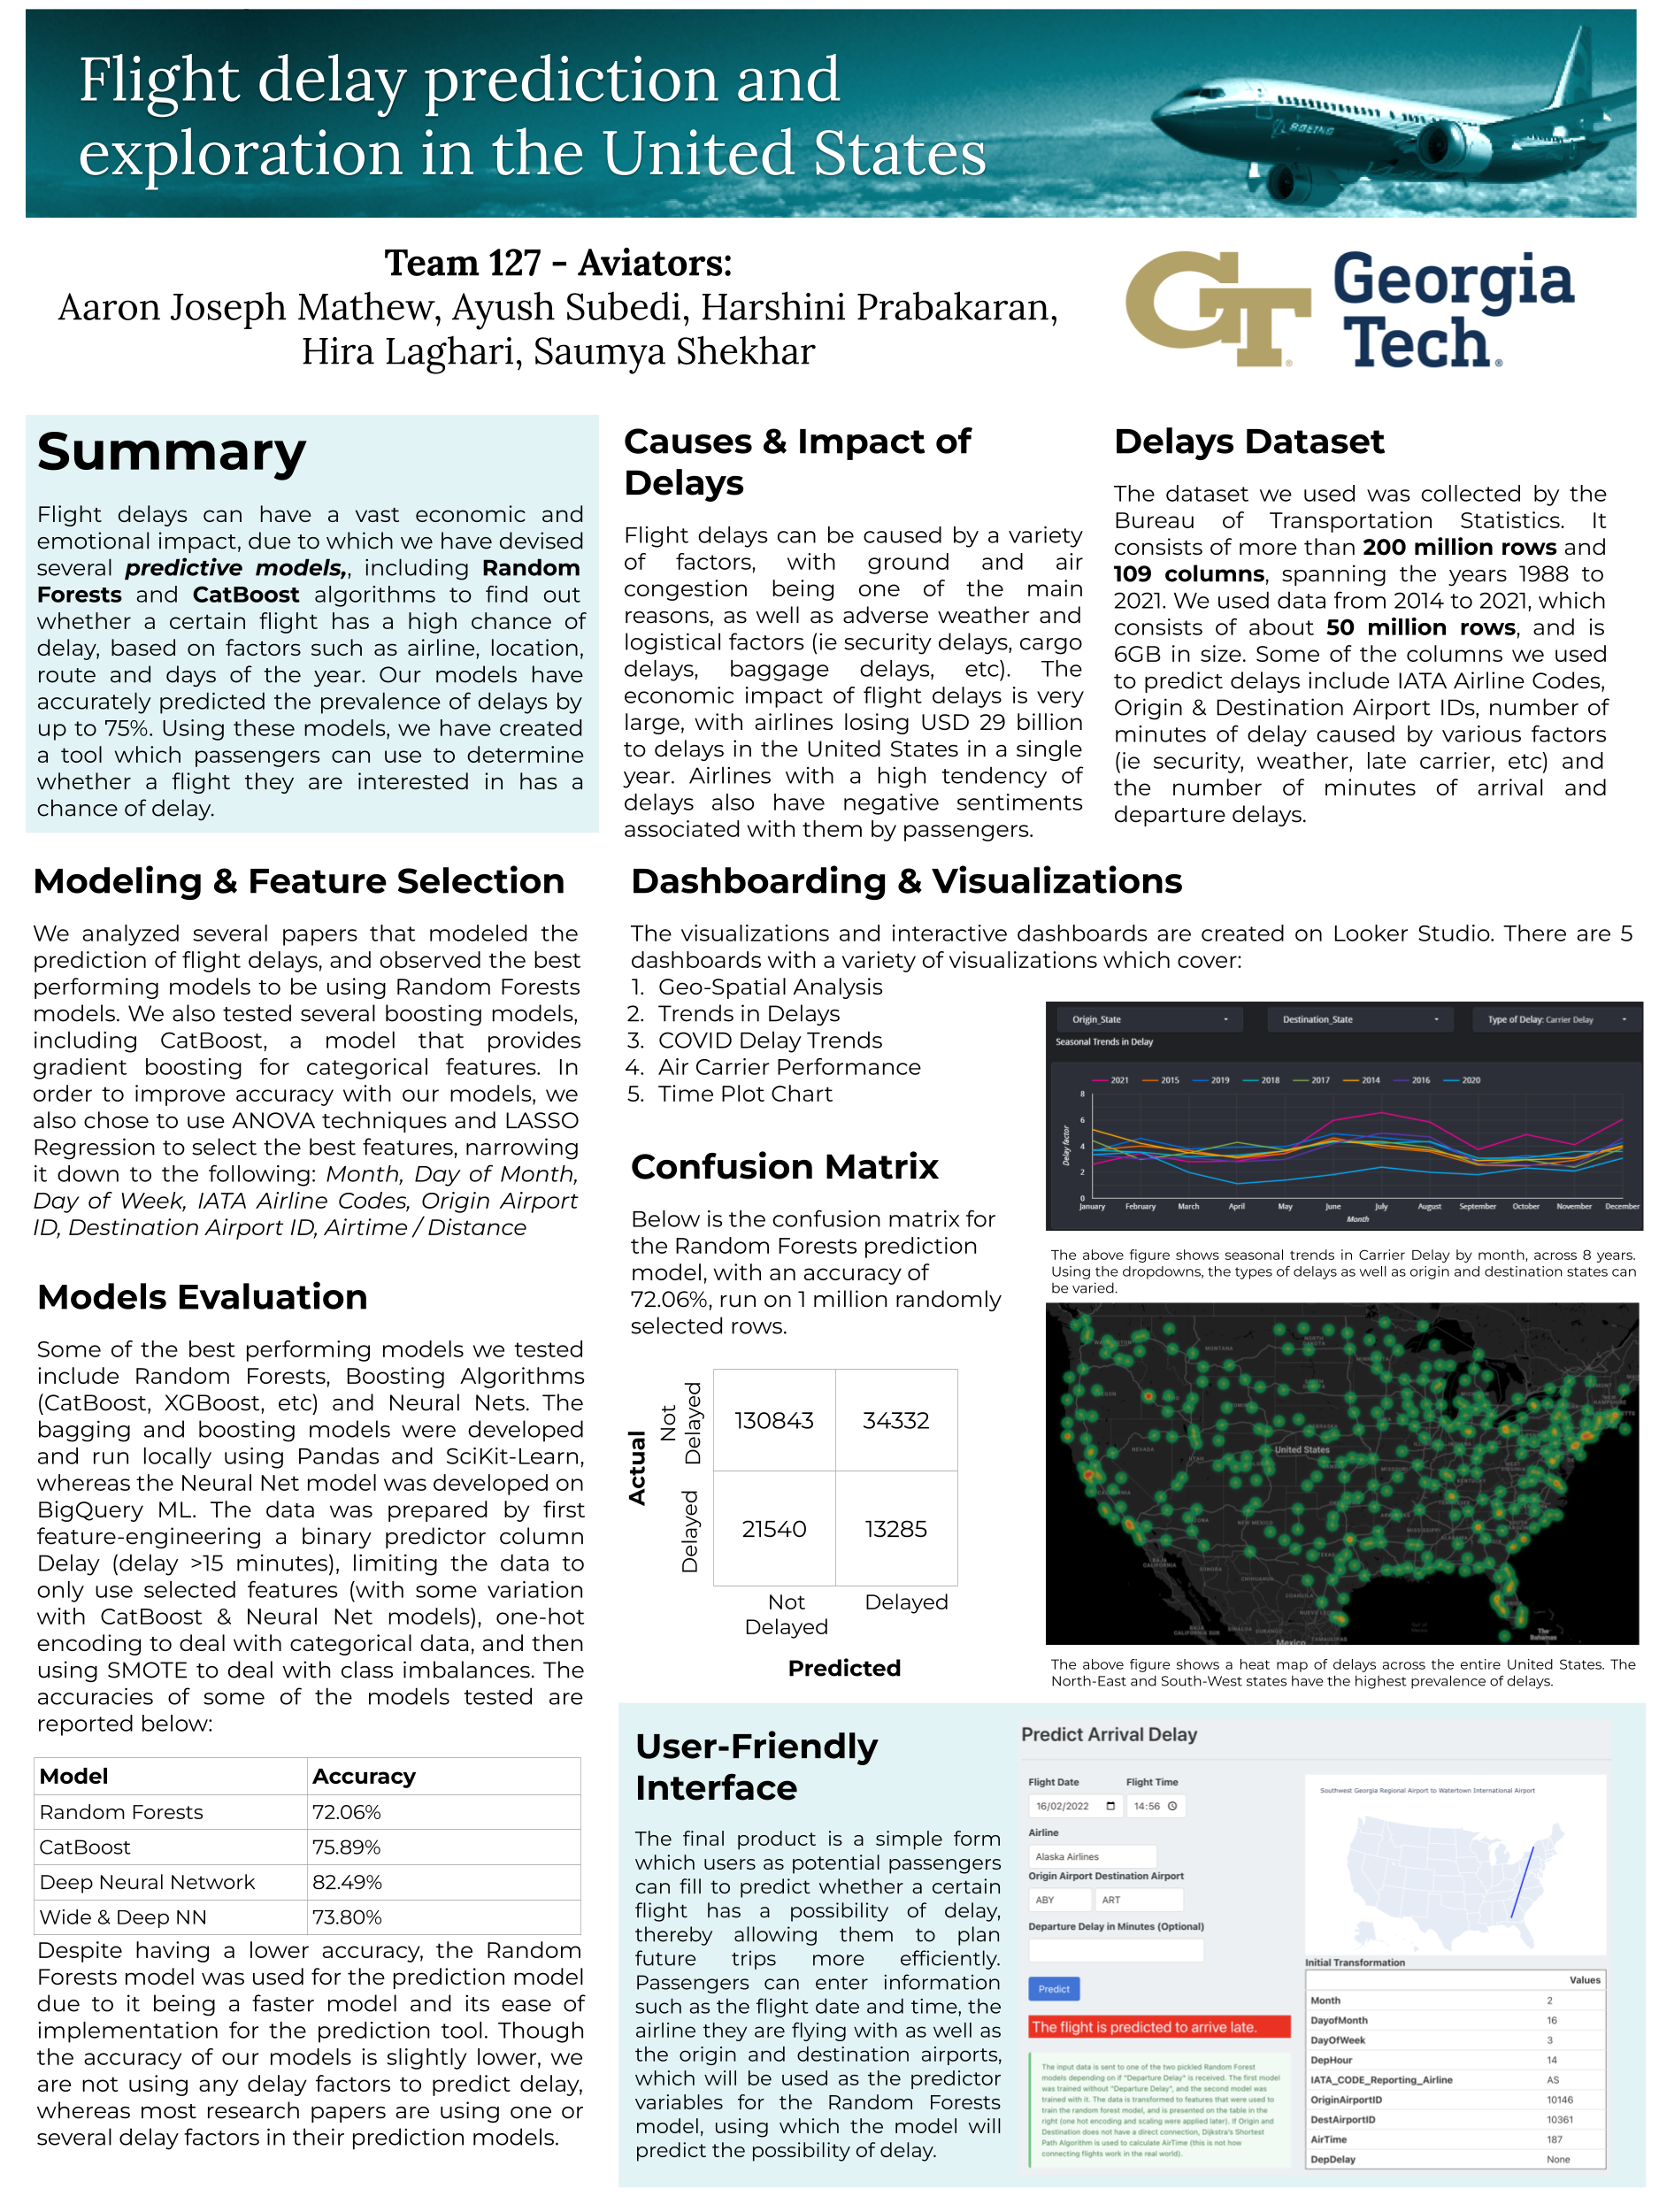 Flight delay prediction and
exploration in the United States
BOEING
Team 127 - Aviators:
Aaron Joseph Mathew, Ayush Subedi, Harshini Prabakaran,
Hira Laghari, Saumya Shekhar
GT
Georgia
Tech
Summary
Flight delays can have a vast economic and
emotional impact, due to which we have devised
several predictive models,, including Random
Forests and CatBoost algorithms to find out
whether a certain flight has a high chance of
delay, based on factors such as airline, location,
route and days of the year. Our models have
accurately predicted the prevalence of delays by
up to 75%. Using these models, we have created
a tool which passengers can use to determine
whether a flight they are interested in has a
chance of delay.
Causes & Impact of
Delays
Flight delays can be caused by a variety
of factors, with ground and air
congestion being one of the main
reasons, as well as adverse weather and
logistical factors (ie security delays, cargo
delays, baggage delays, etc). The
economic impact of flight delays is very
large, with airlines losing USD 29 billion
to delays in the United States in a single
year. Airlines with a high tendency of
delays also have negative sentiments
associated with them by passengers.
Delays Dataset
The dataset we used was collected by the
Bureau of Transportation Statistics. It
consists of more than 200 million rows and
109 columns, spanning the years 1988 to
2021. We used data from 2014 to 2021, which
consists of about 50 million rows, and is
6GB in size. Some of the columns we used
to predict delays include IATA Airline Codes,
Origin & Destination Airport IDs, number of
minutes of delay caused by various factors
(ie security, weather, late carrier, etc) and
the number of minutes of arrival and
departure delays.
Modeling & Feature Selection
We analyzed several papers that modeled the
prediction of flight delays, and observed the best
performing models to be using Random Forests
models. We also tested several boosting models,
including CatBoost, a model that provides
gradient boosting for categorical features. In
order to improve accuracy with our models, we
also chose to use ANOVA techniques and LASSO
Regression to select the best features, narrowing
it down to the following: Month, Day of Month,
Day of Week, IATA Airline Codes, Origin Airport
ID, Destination Airport ID, Airtime / Distance
Models Evaluation
Some of the best performing models we tested
include Random Forests, Boosting Algorithms
(CatBoost, XGBoost, etc) and Neural Nets. The
bagging and boosting models were developed
and run locally using Pandas and SciKit-Learn,
whereas the Neural Net model was developed on
BigQuery ML. The data was prepared by first
feature-engineering a binary predictor column
Delay (delay >15 minutes), limiting the data to
only use selected features (with some variation
with CatBoost & Neural Net models), one-hot
encoding to deal with categorical data, and then
using SMOTE to deal with class imbalances. The
accuracies of some of the models tested are
reported below:
Model Accuracy
Random Forests 72.06%
CatBoost 75.89%
Deep Neural Network 82.49%
Wide & Deep NN 73.80%
Despite having a lower accuracy, the Random
Forests model was used for the prediction model
due to it being a faster model and its ease of
implementation for the prediction tool. Though
the accuracy of our models is slightly lower, we
are not using any delay factors to predict delay,
whereas most research papers are using one or
several delay factors in their prediction models.
Dashboarding & Visualizations
The visualizations and interactive dashboards are created on Looker Studio. There are 5
dashboards with a variety of visualizations which cover:
1. Geo-Spatial Analysis
2. Trends in Delays
3. COVID Delay Trends
4. Air Carrier Performance
5. Time Plot Chart
Origin_State Destination_State Type of Delay: Carrier Delay
Seasonal Trends in Delay
2021 2015 2019 2018 2017 2014 2016 2020
8
6
4
2
0
Delay factor
January February March April May June July August September October November December
Month
The above figure shows seasonal trends in Carrier Delay by month, across 8 years.
Using the dropdowns, the types of delays as well as origin and destination states can
be varied.
United States
Mexico
The
Bahamas
The above figure shows a heat map of delays across the entire United States. The
North-East and South-West states have the highest prevalence of delays.
Confusion Matrix
Below is the confusion matrix for
the Random Forests prediction
model, with an accuracy of
72.06%, run on 1 million randomly
selected rows.
Actual
Not
Delayed
130843 34332
Delayed
21540 13285
Not
Delayed
Delayed
Predicted
User-Friendly
Interface
The final product is a simple form
which users as potential passengers
can fill to predict whether a certain
flight has a possibility of delay,
thereby allowing them to plan
future trips more efficiently.
Passengers can enter information
such as the flight date and time, the
airline they are flying with as well as
the origin and destination airports,
which will be used as the predictor
variables for the Random Forests
model, using which the model will
predict the possibility of delay.
Predict Arrival Delay
Flight Date Flight Time
16/02/2022 14:56
Airline
Alaska Airlines
Origin Airport Destination Airport
ABY ART
Departure Delay in Minutes (Optional)
Predict
The flight is predicted to arrive late.
The input data is sent to one of the two pickled Random Forest
models depending on if "Departure Delay" is received. The first model
was trained without "Departure Delay", and the second model was
trained with it. The data is transformed to features that were used to
train the random forest model, and is presented on the table in the
right (one hot encoding and scaling were applied later). If Origin and
Destination does not have a direct connection, Dijkstra's Shortest
Path Algorithm is used to calculate AirTime (this is not how
connecting flights work in the real world).
Southwest Georgia Regional Airport to Watertown International Airport
Initial Transformation
Values
Month 2
DayofMonth 16
DayOfWeek 3
DepHour 14
IATA_CODE_Reporting_Airline AS
OriginAirportID 10146
DestAirportID 10361
AirTime 187
DepDelay None